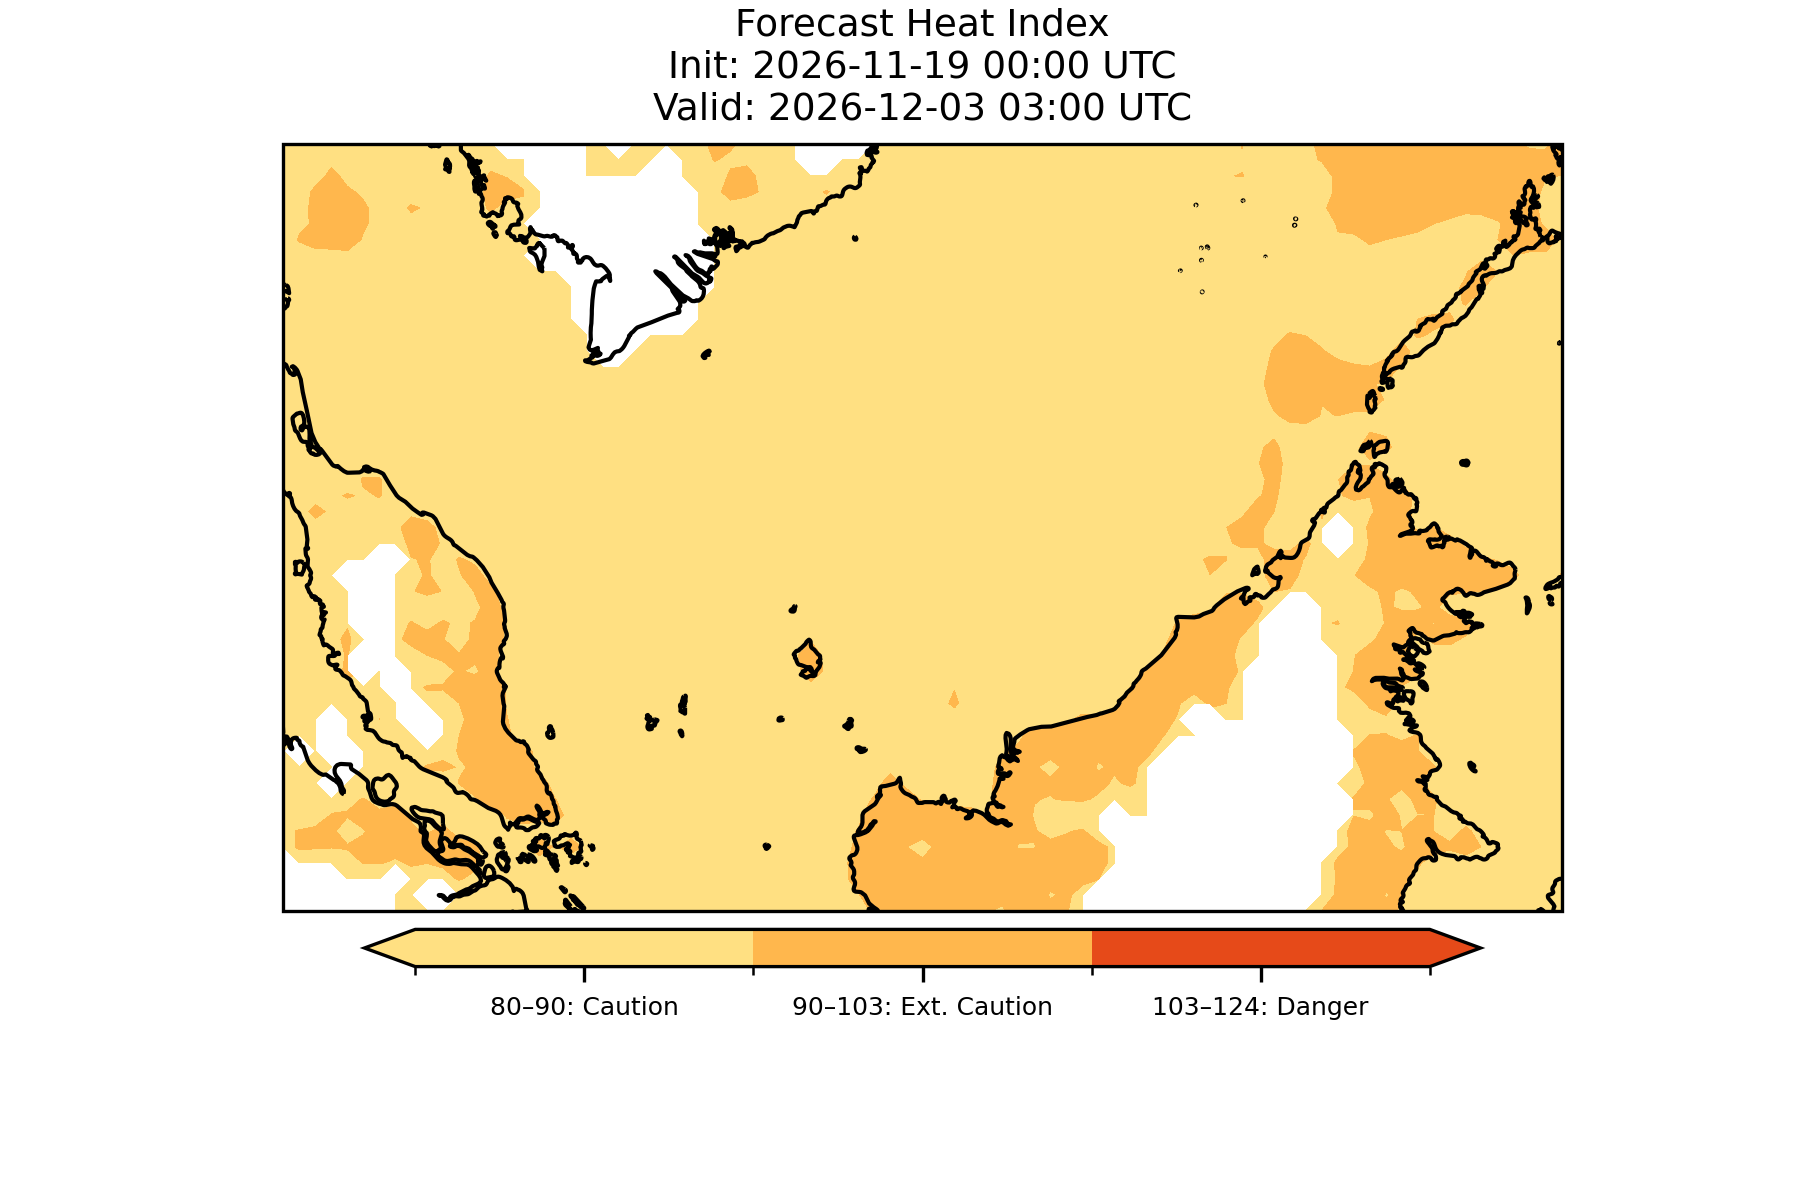 Forecast Heat Index
Init: 2026-11-19 00:00 UTC
Valid: 2026-12-03 03:00 UTC
80–90: Caution
90–103: Ext. Caution
103–124: Danger